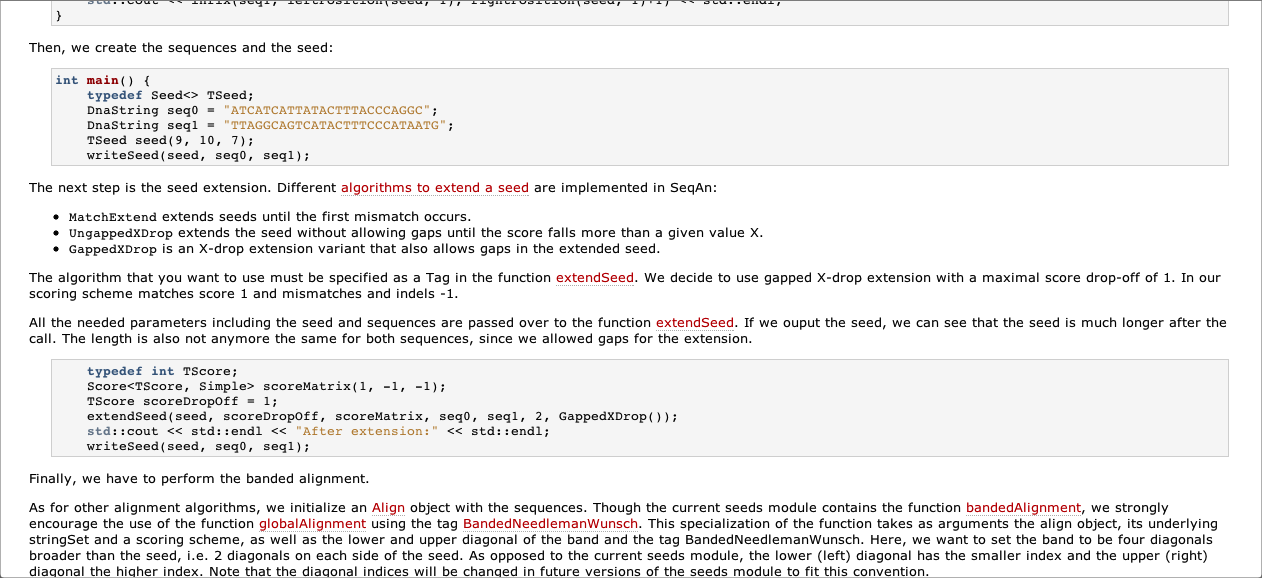 std::cout << infix(seq1, leftPosition(seed, 1), rightPosition(seed, 1)+1) << std::endl;
}
Then, we create the sequences and the seed:
int main() {
typedef Seed<> TSeed;
DnaString seq0 = "ATCATCATTATACTTTACCCAGGC";
DnaString seq1 = "TTAGGCAGTCATACTTTCCCATAATG";
TSeed seed(9, 10, 7);
writeSeed(seed, seq0, seq1);
The next step is the seed extension. Different algorithms to extend a seed are implemented in SeqAn:
• MatchExtend extends seeds until the first mismatch occurs.
• UngappedXDrop extends the seed without allowing gaps until the score falls more than a given value X.
• GappedXDrop is an X-drop extension variant that also allows gaps in the extended seed.
The algorithm that you want to use must be specified as a Tag in the function extendSeed. We decide to use gapped X-drop extension with a maximal score drop-off of 1. In our
scoring scheme matches score 1 and mismatches and indels -1.
All the needed parameters including the seed and sequences are passed over to the function extendSeed. If we ouput the seed, we can see that the seed is much longer after the
call. The length is also not anymore the same for both sequences, since we allowed gaps for the extension.
typedef int TScore;
Score<TScore, Simple> scoreMatrix(1, -1, -1);
TScore scoreDropOff = 1;
extendSeed(seed, scoreDropOff, scoreMatrix, seq0, seq1, 2, GappedXDrop());
std::cout << std::endl << "After extension:" << std::endl;
writeSeed(seed, seq0, seq1);
Finally, we have to perform the banded alignment.
As for other alignment algorithms, we initialize an Align object with the sequences. Though the current seeds module contains the function bandedAlignment, we strongly
encourage the use of the function globalAlignment using the tag BandedNeedlemanWunsch. This specialization of the function takes as arguments the align object, its underlying
stringSet and a scoring scheme, as well as the lower and upper diagonal of the band and the tag BandedNeedlemanWunsch. Here, we want to set the band to be four diagonals
broader than the seed, i.e. 2 diagonals on each side of the seed. As opposed to the current seeds module, the lower (left) diagonal has the smaller index and the upper (right)
diagonal the higher index. Note that the diagonal indices will be changed in future versions of the seeds module to fit this convention.